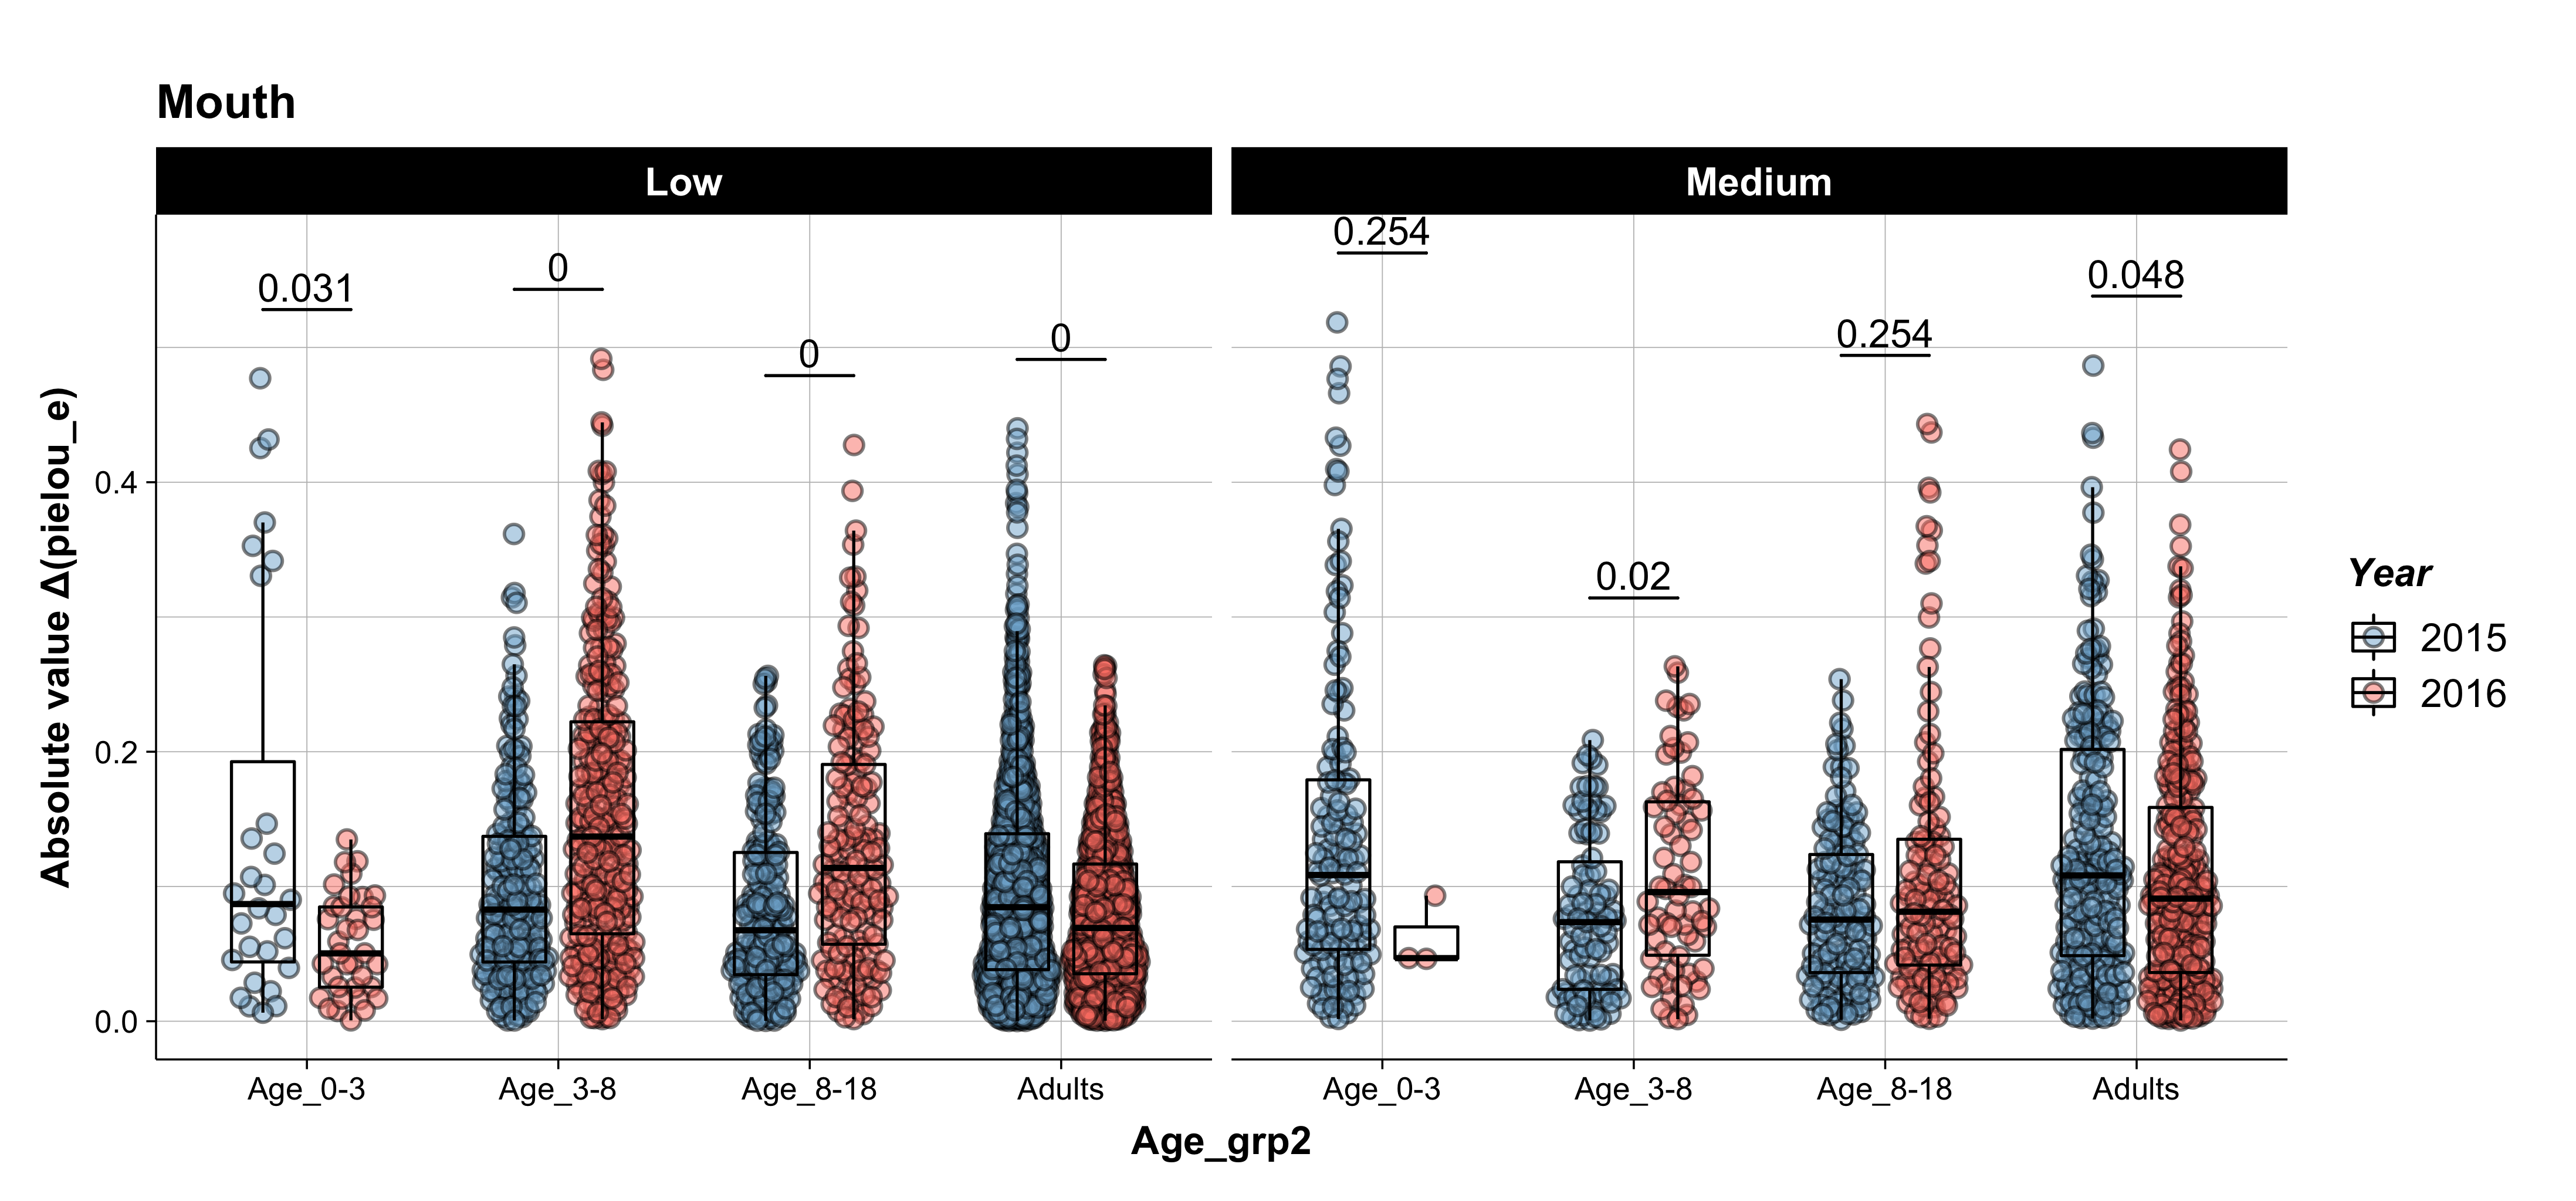 Mouth
Low
Medium
0.031
0
0
0
0.254
0.02
0.254
0.048
Absolute value Δ(pielou_e)
0.4
0.2
0.0
Age_0-3
Age_3-8
Age_8-18
Adults
Age_0-3
Age_3-8
Age_8-18
Adults
Age_grp2
Year
2015
2016